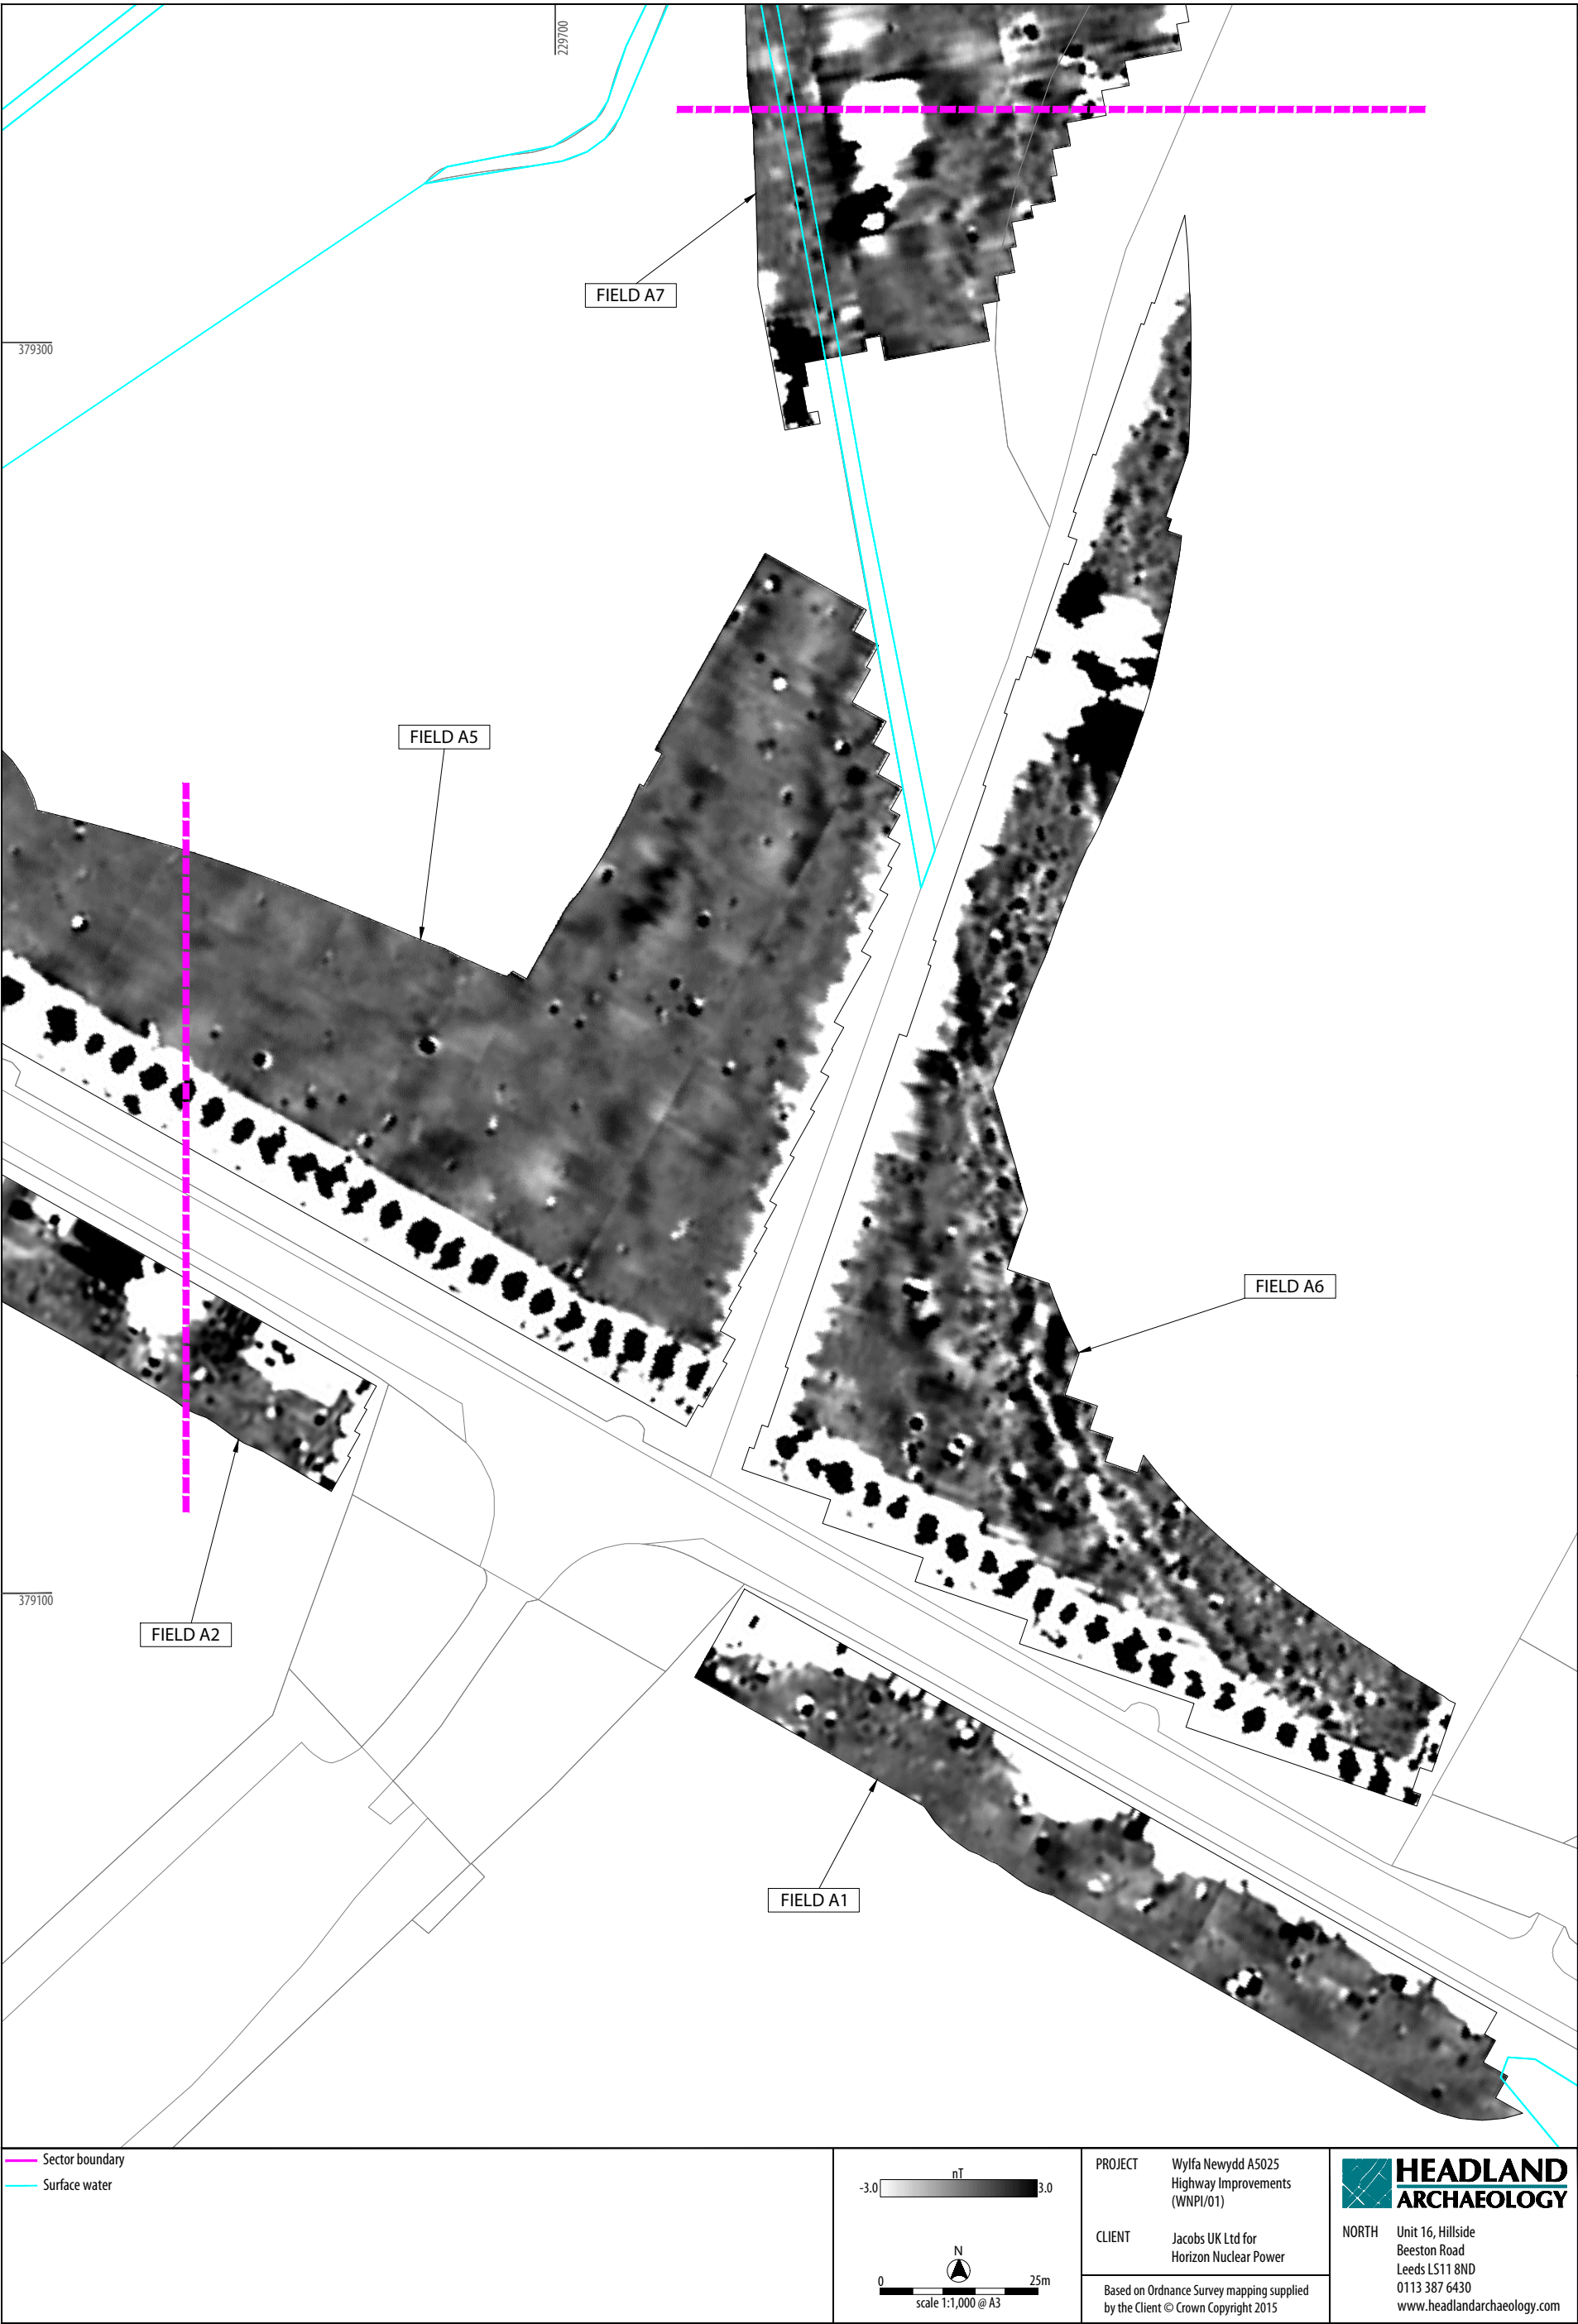 229700
FIELD A7
379300
FIELD A5
FIELD A6
379100
FIELD A2
FIELD A1
Sector boundary
Surface water
nT
-3.0 3.0
N
0 25m
scale 1:1,000 @ A3
PROJECT Wylfa Newydd A5025
Highway Improvements
(WNPI/01)
CLIENT Jacobs UK Ltd for
Horizon Nuclear Power
Based on Ordnance Survey mapping supplied
by the Client © Crown Copyright 2015
HEADLAND
ARCHAEOLOGY
NORTH Unit 16, Hillside
Beeston Road
Leeds LS11 8ND
0113 387 6430
www.headlandarchaeology.com